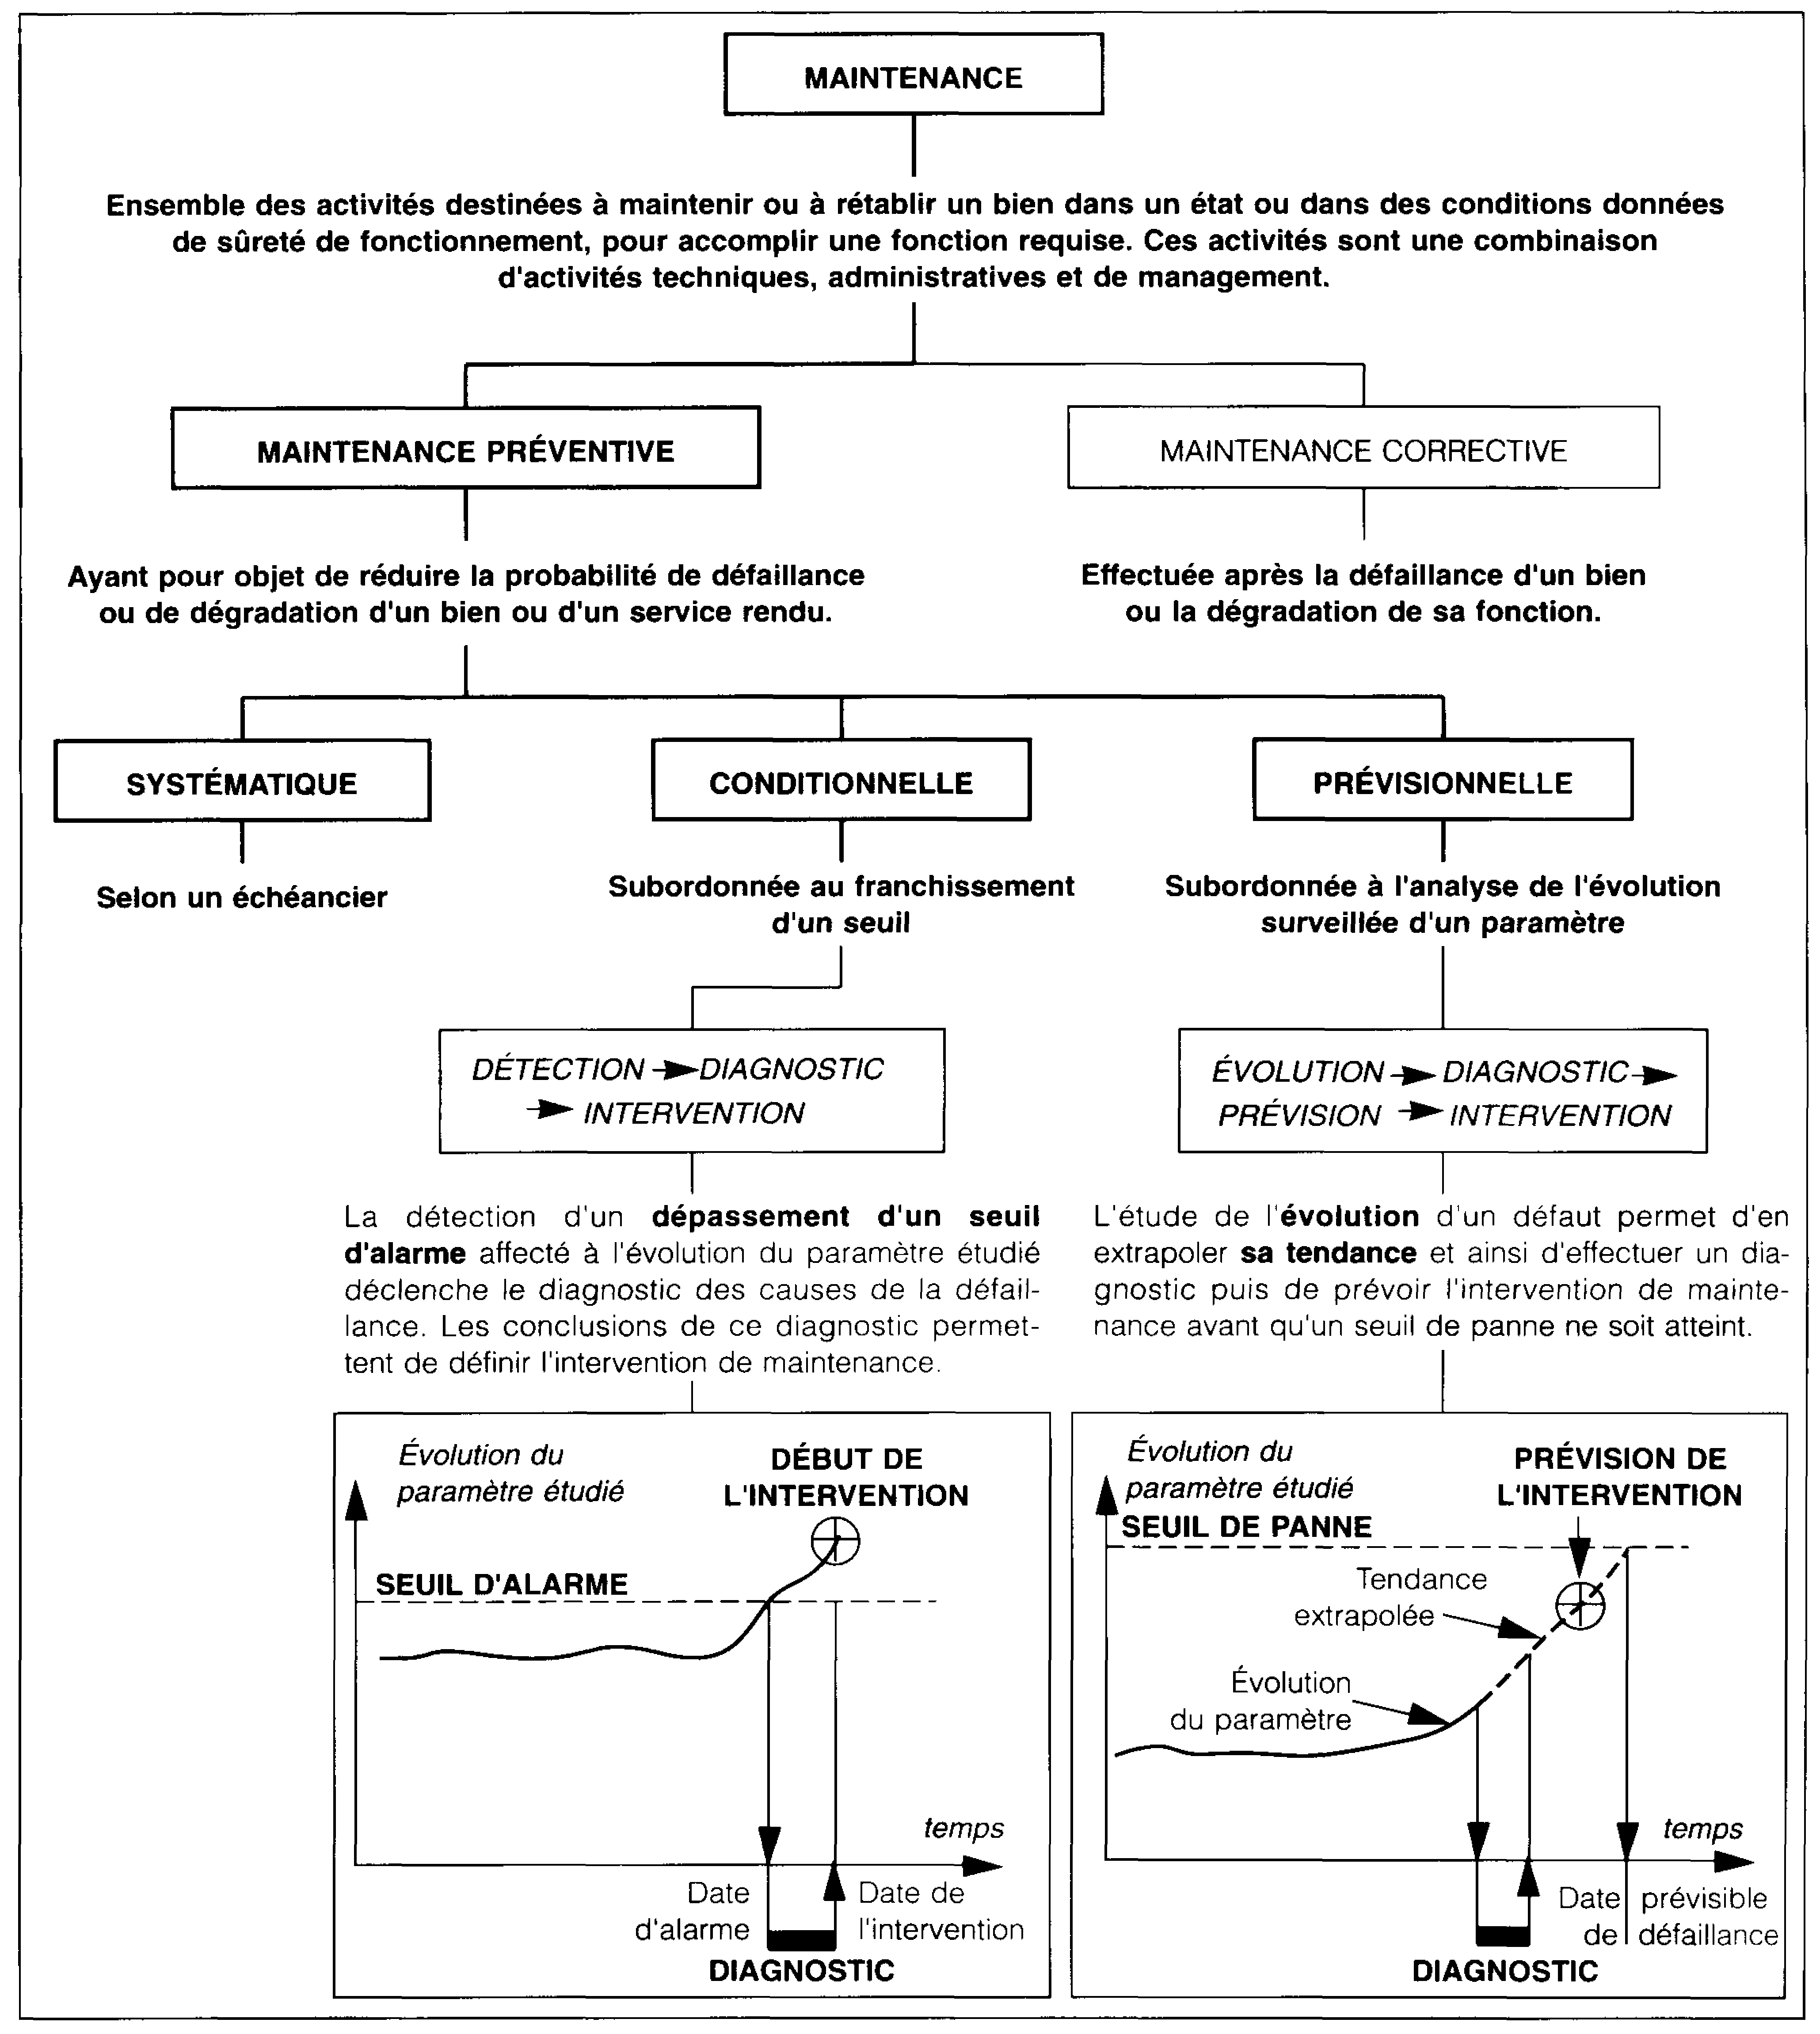 MAINTENANCE
Ensemble des activités destinées à maintenir ou à rétablir un bien dans un état ou dans des conditions données
de sûreté de fonctionnement, pour accomplir une fonction requise. Ces activités sont une combinaison
d'activités techniques, administratives et de management.
MAINTENANCE PRÉVENTIVE
MAINTENANCE CORRECTIVE
Ayant pour objet de réduire la probabilité de défaillance
ou de dégradation d'un bien ou d'un service rendu.
Effectuée après la défaillance d'un bien
ou la dégradation de sa fonction.
SYSTÉMATIQUE
CONDITIONNELLE
PRÉVISIONNELLE
Selon un échéancier
Subordonnée au franchissement
d'un seuil
Subordonnée à l'analyse de l'évolution
surveillée d'un paramètre
DÉTECTION → DIAGNOSTIC
→ INTERVENTION
ÉVOLUTION → DIAGNOSTIC →
PRÉVISION → INTERVENTION
La détection d'un dépassement d'un seuil
d'alarme affecté à l'évolution du paramètre étudié
déclenche le diagnostic des causes de la défail-
lance. Les conclusions de ce diagnostic permet-
tent de définir l'intervention de maintenance.
L'étude de l'évolution d'un défaut permet d'en
extrapoler sa tendance et ainsi d'effectuer un dia-
gnostic puis de prévoir l'intervention de mainte-
nance avant qu'un seuil de panne ne soit atteint.
Évolution du
paramètre étudié
DÉBUT DE
L'INTERVENTION
SEUIL D'ALARME
temps
Date
d'alarme
Date de
l'intervention
DIAGNOSTIC
Évolution du
paramètre étudié
PRÉVISION DE
L'INTERVENTION
SEUIL DE PANNE
Tendance
extrapolée
Évolution
du paramètre
temps
Date prévisible
de défaillance
DIAGNOSTIC